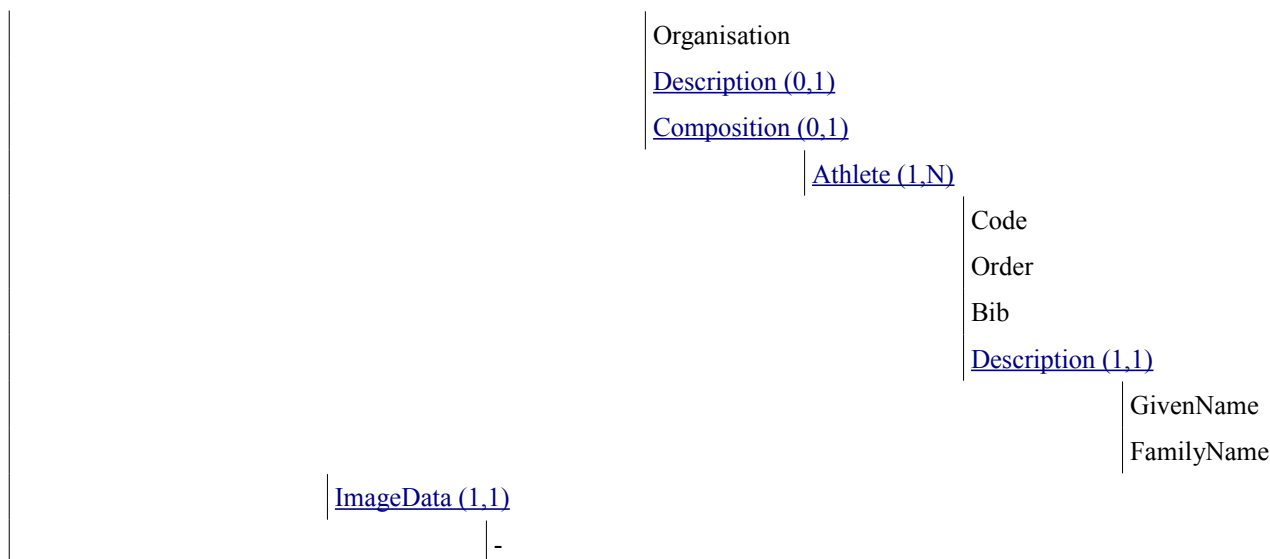 Organisation
Description (0,1)
Composition (0,1)
Athlete (1,N)
Code
Order
Bib
Description (1,1)
GivenName
FamilyName
ImageData (1,1)
-